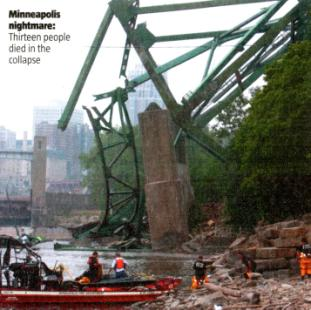 Minneapolis
nightmare:
Thirteen people
died in the
collapse